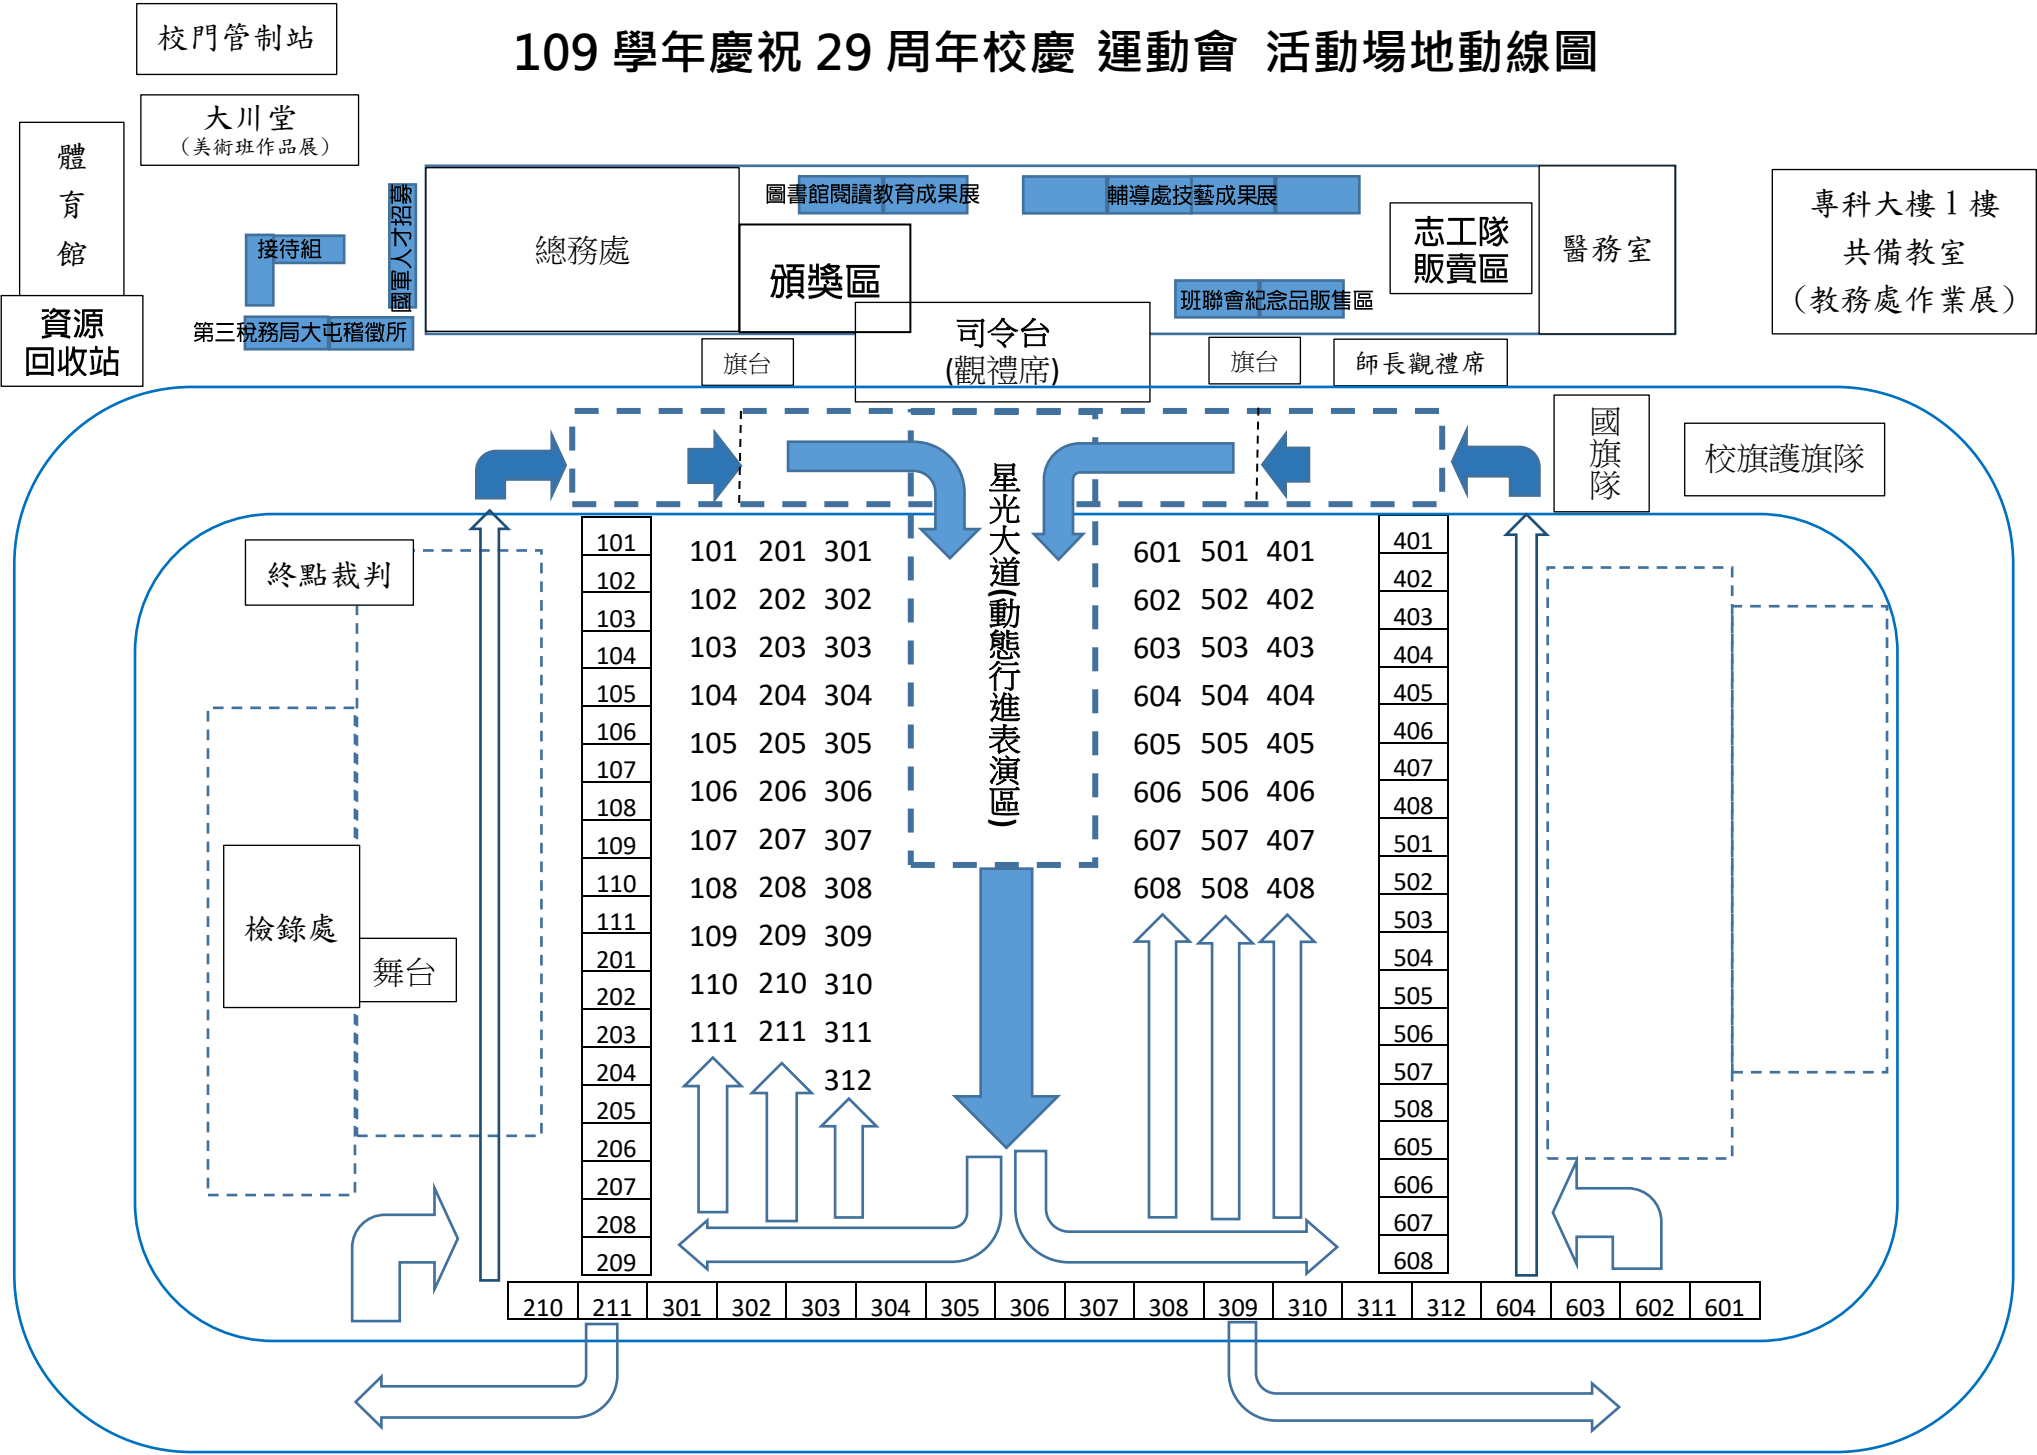 校門管制站
109 學年慶祝 29 周年校慶 運動會 活動場地動線圖
大川堂
（美術班作品展）
體
育
館
資源
回收站
接待組
國軍人才招募
第三稅務局大屯稽徵所
總務處
圖書館閱讀教育成果展
輔導處技藝成果展
頒獎區
志工隊
販賣區
醫務室
班聯會紀念品販售區
專科大樓 1 樓
共備教室
（教務處作業展）
司令台
(觀禮席)
旗台
旗台
師長觀禮席
國旗隊
校旗護旗隊
星光大道(動態行進表演區)
終點裁判
檢錄處
舞台
101
102
103
104
105
106
107
108
109
110
111
201
202
203
204
205
206
207
208
209
101 201 301
102 202 302
103 203 303
104 204 304
105 205 305
106 206 306
107 207 307
108 208 308
109 209 309
110 210 310
111 211 311
312
601 501 401
602 502 402
603 503 403
604 504 404
605 505 405
606 506 406
607 507 407
608 508 408
401
402
403
404
405
406
407
408
501
502
503
504
505
506
507
508
605
606
607
608
210 211 301 302 303 304 305 306 307 308 309 310 311 312 604 603 602 601